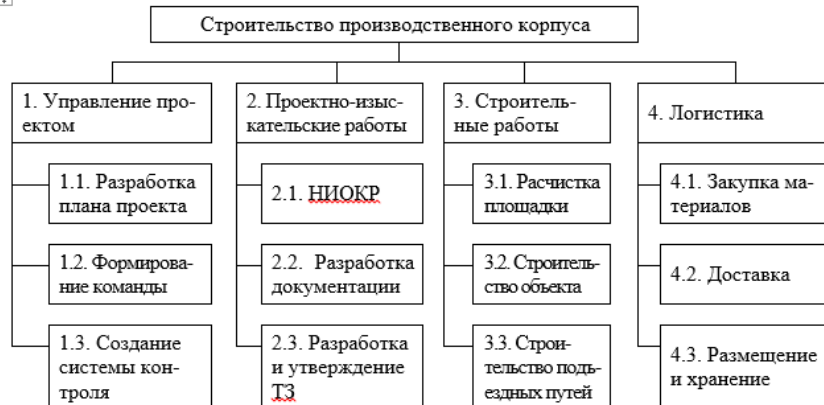 Строительство производственного корпуса
1. Управление про-
ектом
2. Проектно-изыс-
кательские работы
3. Строитель-
ные работы
4. Логистика
1.1. Разработка
плана проекта
2.1. НИОКР
3.1. Расчистка
площадки
4.1. Закупка ма-
териалов
1.2. Формирова-
ние команды
2.2. Разработка
документации
3.2. Строитель-
ство объекта
4.2. Доставка
1.3. Создание
системы кон-
троля
2.3. Разработка
и утверждение
ТЗ
3.3. Строи-
тельство подъ-
ездных путей
4.3. Размещение
и хранение